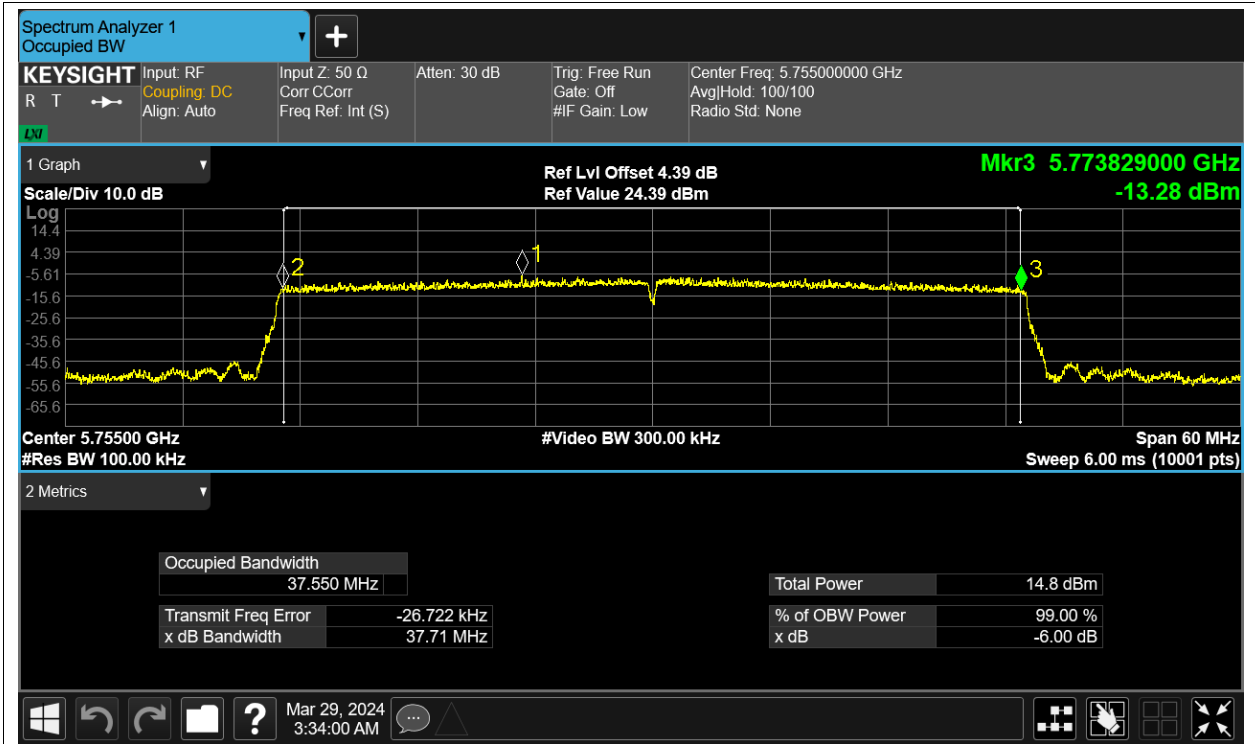 Spectrum Analyzer 1
Occupied BW
KEYSIGHT
R T
LXI
Input: RF
Coupling: DC
Align: Auto
Input Z: 50 Ω
Corr CCorr
Freq Ref: Int (S)
Atten: 30 dB
Trig: Free Run
Gate: Off
#IF Gain: Low
Center Freq: 5.755000000 GHz
Avg|Hold: 100/100
Radio Std: None
1 Graph
Scale/Div 10.0 dB
Ref Lvl Offset 4.39 dB
Ref Value 24.39 dBm
Mkr3 5.773829000 GHz
-13.28 dBm
Log
14.4
4.39
-5.61
-15.6
-25.6
-35.6
-45.6
-55.6
-65.6
2
1
3
Center 5.75500 GHz
#Res BW 100.00 kHz
#Video BW 300.00 kHz
Span 60 MHz
Sweep 6.00 ms (10001 pts)
2 Metrics
Occupied Bandwidth
37.550 MHz
Transmit Freq Error -26.722 kHz
x dB Bandwidth 37.71 MHz
Total Power 14.8 dBm
% of OBW Power 99.00 %
x dB -6.00 dB
?
Mar 29, 2024
3:34:00 AM